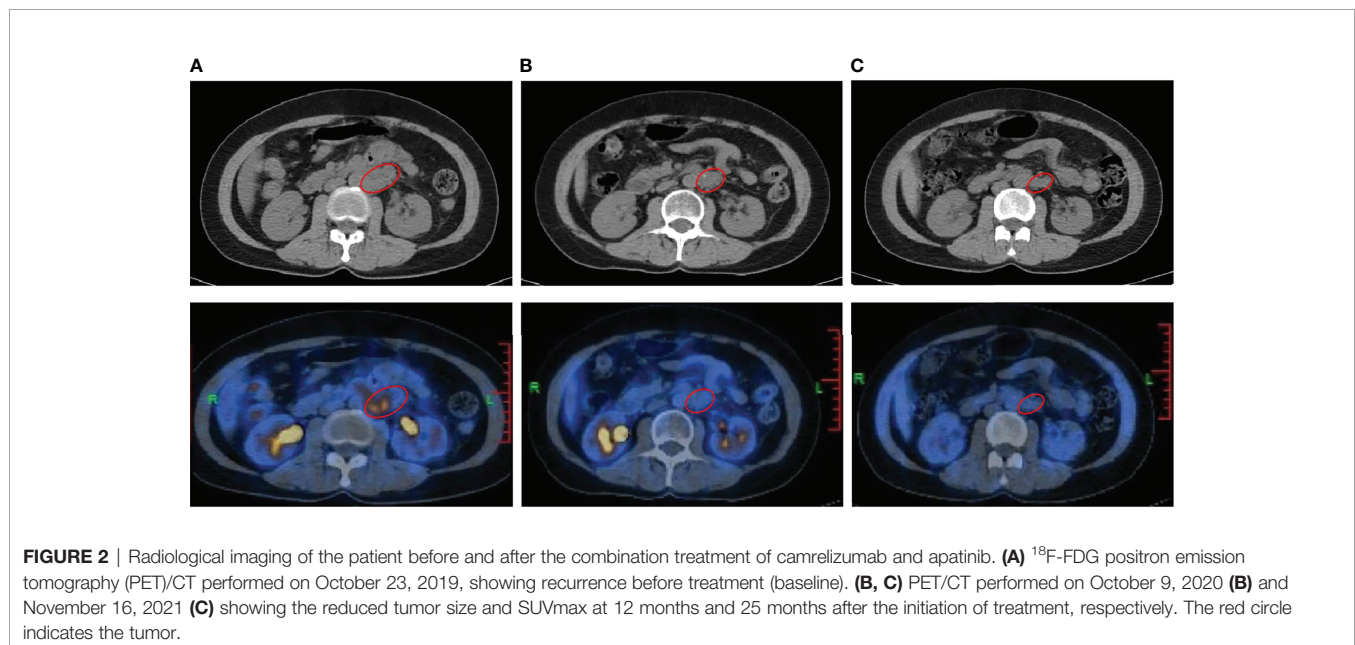 A
B
C
R
L
R
L
R
L
FIGURE 2 | Radiological imaging of the patient before and after the combination treatment of camrelizumab and apatinib. (A) ¹⁸F-FDG positron emission
tomography (PET)/CT performed on October 23, 2019, showing recurrence before treatment (baseline). (B, C) PET/CT performed on October 9, 2020 (B) and
November 16, 2021 (C) showing the reduced tumor size and SUVmax at 12 months and 25 months after the initiation of treatment, respectively. The red circle
indicates the tumor.